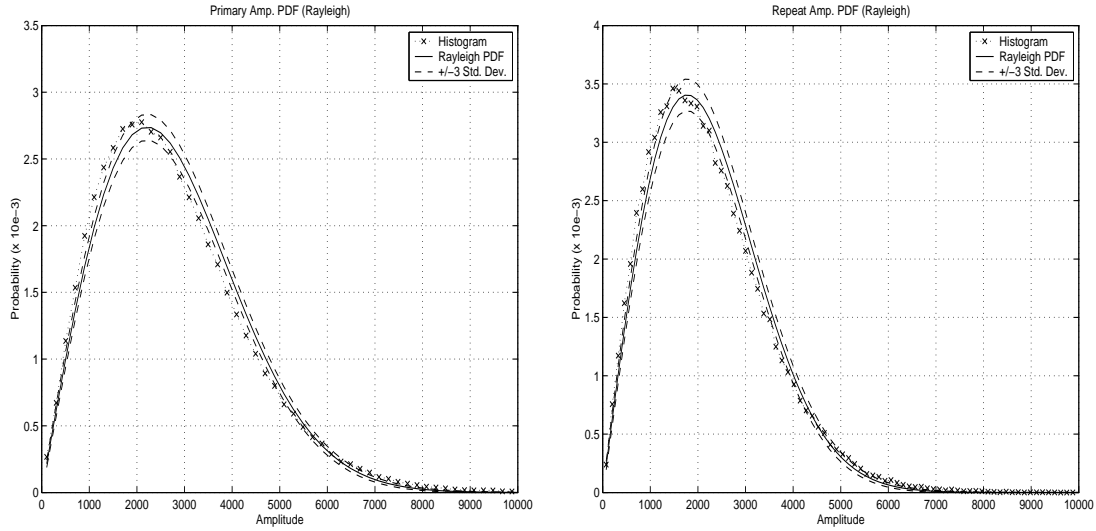 Primary Amp. PDF (Rayleigh)
3.5
3
2.5
2
1.5
1
0.5
0
Probability (x 10e−3)
Histogram
Rayleigh PDF
+/−3 Std. Dev.
0 1000 2000 3000 4000 5000 6000 7000 8000 9000 10000
Amplitude
Repeat Amp. PDF (Rayleigh)
4
3.5
3
2.5
2
1.5
1
0.5
0
Probability (x 10e−3)
Histogram
Rayleigh PDF
+/−3 Std. Dev.
0 1000 2000 3000 4000 5000 6000 7000 8000 9000 10000
Amplitude